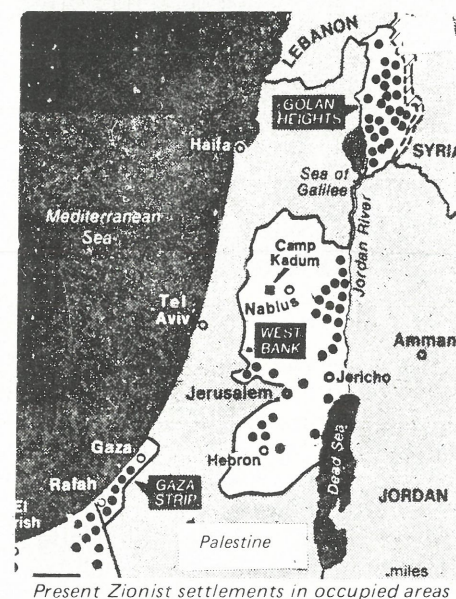 LEBANON
GOLAN
HEIGHTS
Haifa
SYRIA
Sea of
Galilee
Mediterranean
Sea
Jordan River
Camp
Kadum
Nablus
Tel
Aviv
WEST
BANK
Amman
Jericho
Jerusalem
Gaza
Hebron
Dead Sea
Rafah
GAZA
STRIP
El
rish
JORDAN
Palestine
miles
Present Zionist settlements in occupied areas